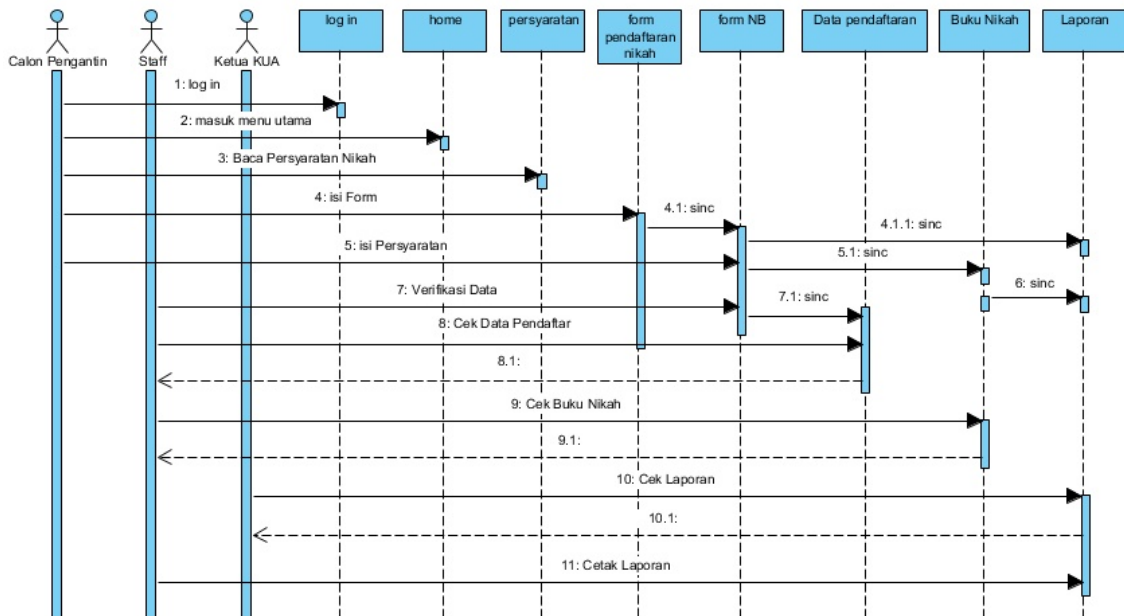 log in
home
persyaratan
form
pendaftaran
nikah
form NB
Data pendaftaran
Buku Nikah
Laporan
Calon Pengantin
Staff
Ketua KUA
1: log in
2: masuk menu utama
3: Baca Persyaratan Nikah
4: isi Form
4.1: sinc
4.1.1: sinc
5: isi Persyaratan
5.1: sinc
6: sinc
7: Verifikasi Data
7.1: sinc
8: Cek Data Pendaftar
8.1:
9: Cek Buku Nikah
9.1:
10: Cek Laporan
10.1:
11: Cetak Laporan